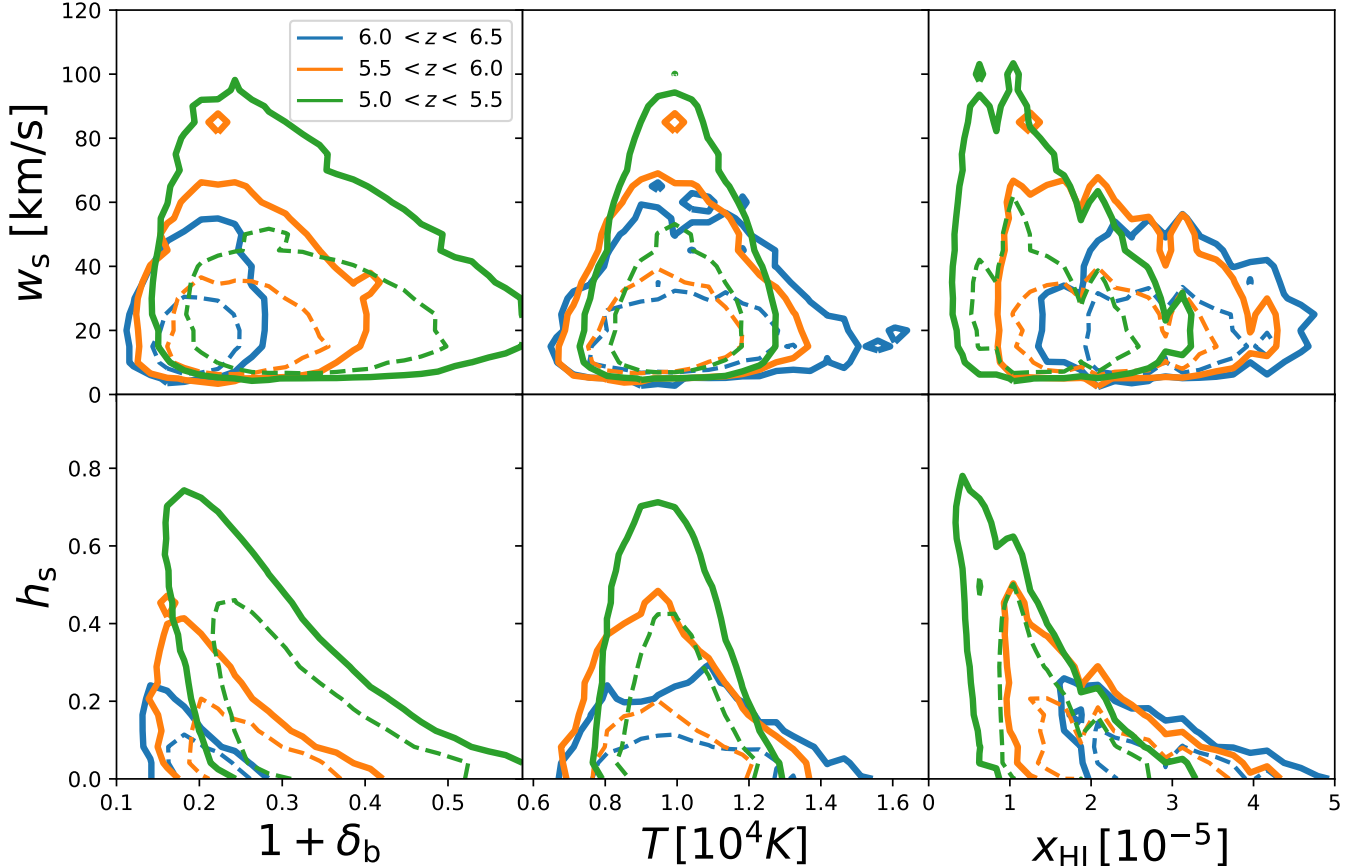 120
100
80
60
40
20
0
w_s [km/s]
6.0 < z < 6.5
5.5 < z < 6.0
5.0 < z < 5.5
0.8
0.6
0.4
0.2
0.0
h_s
0.1 0.2 0.3 0.4 0.5
0.6 0.8 1.0 1.2 1.4 1.6
0 1 2 3 4 5
1 + δ_b
T [10⁴K]
x_HI [10⁻⁵]